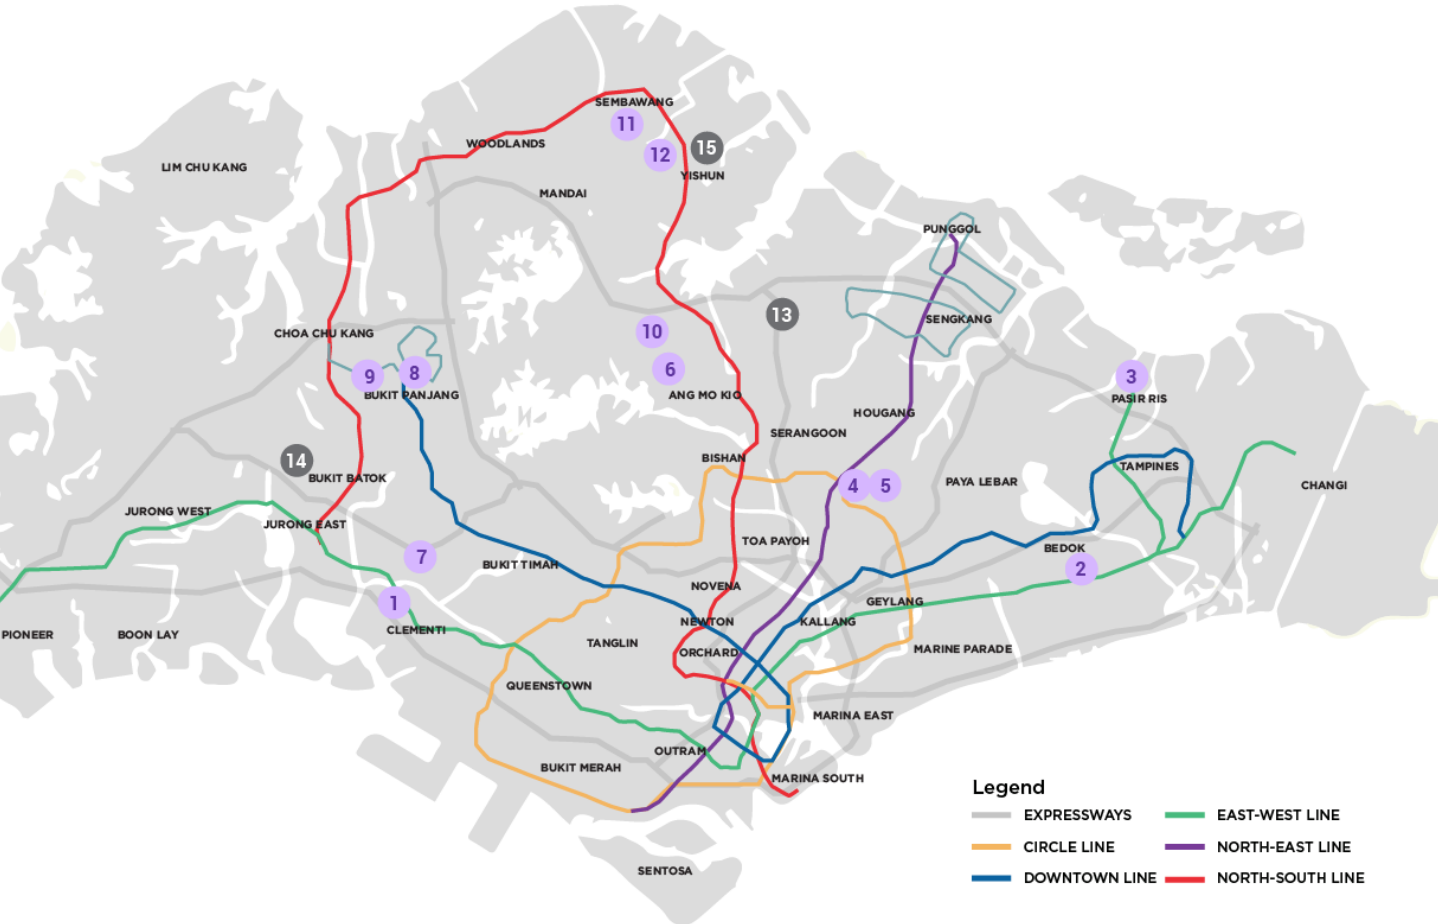 SEMBAWANG
11
WOODLANDS
15
12
LIM CHU KANG
YISHUN
MANDAI
PUNGGOL
13
SENGKANG
CHOA CHU KANG
10
6
9
8
3
BUKIT PANJANG
ANG MO KIO
PASIR RIS
HOUGANG
SERANGOON
BISHAN
14
TAMPINES
BUKIT BATOK
4
5
PAYA LEBAR
CHANGI
JURONG WEST
JURONG EAST
TOA PAYOH
BEDOK
7
BUKIT TIMAH
2
NOVENA
1
GEYLANG
CLEMENTI
NEWTON
KALLANG
PIONEER
BOON LAY
TANGLIN
ORCHARD
MARINE PARADE
QUEENSTOWN
MARINA EAST
OUTRAM
BUKIT MERAH
MARINA SOUTH
SENTOSA
Legend
EXPRESSWAYS
EAST-WEST LINE
CIRCLE LINE
NORTH-EAST LINE
DOWNTOWN LINE
NORTH-SOUTH LINE